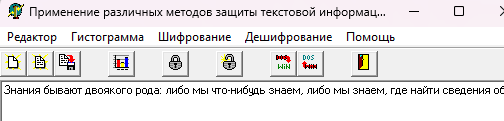 Применение различных методов защиты текстовой информац...
Редактор Гистограмма Шифрование Дешифрование Помощь
WIN DOS
Знания бывают двоякого рода: либо мы что-нибудь знаем, либо мы знаем, где найти сведения об